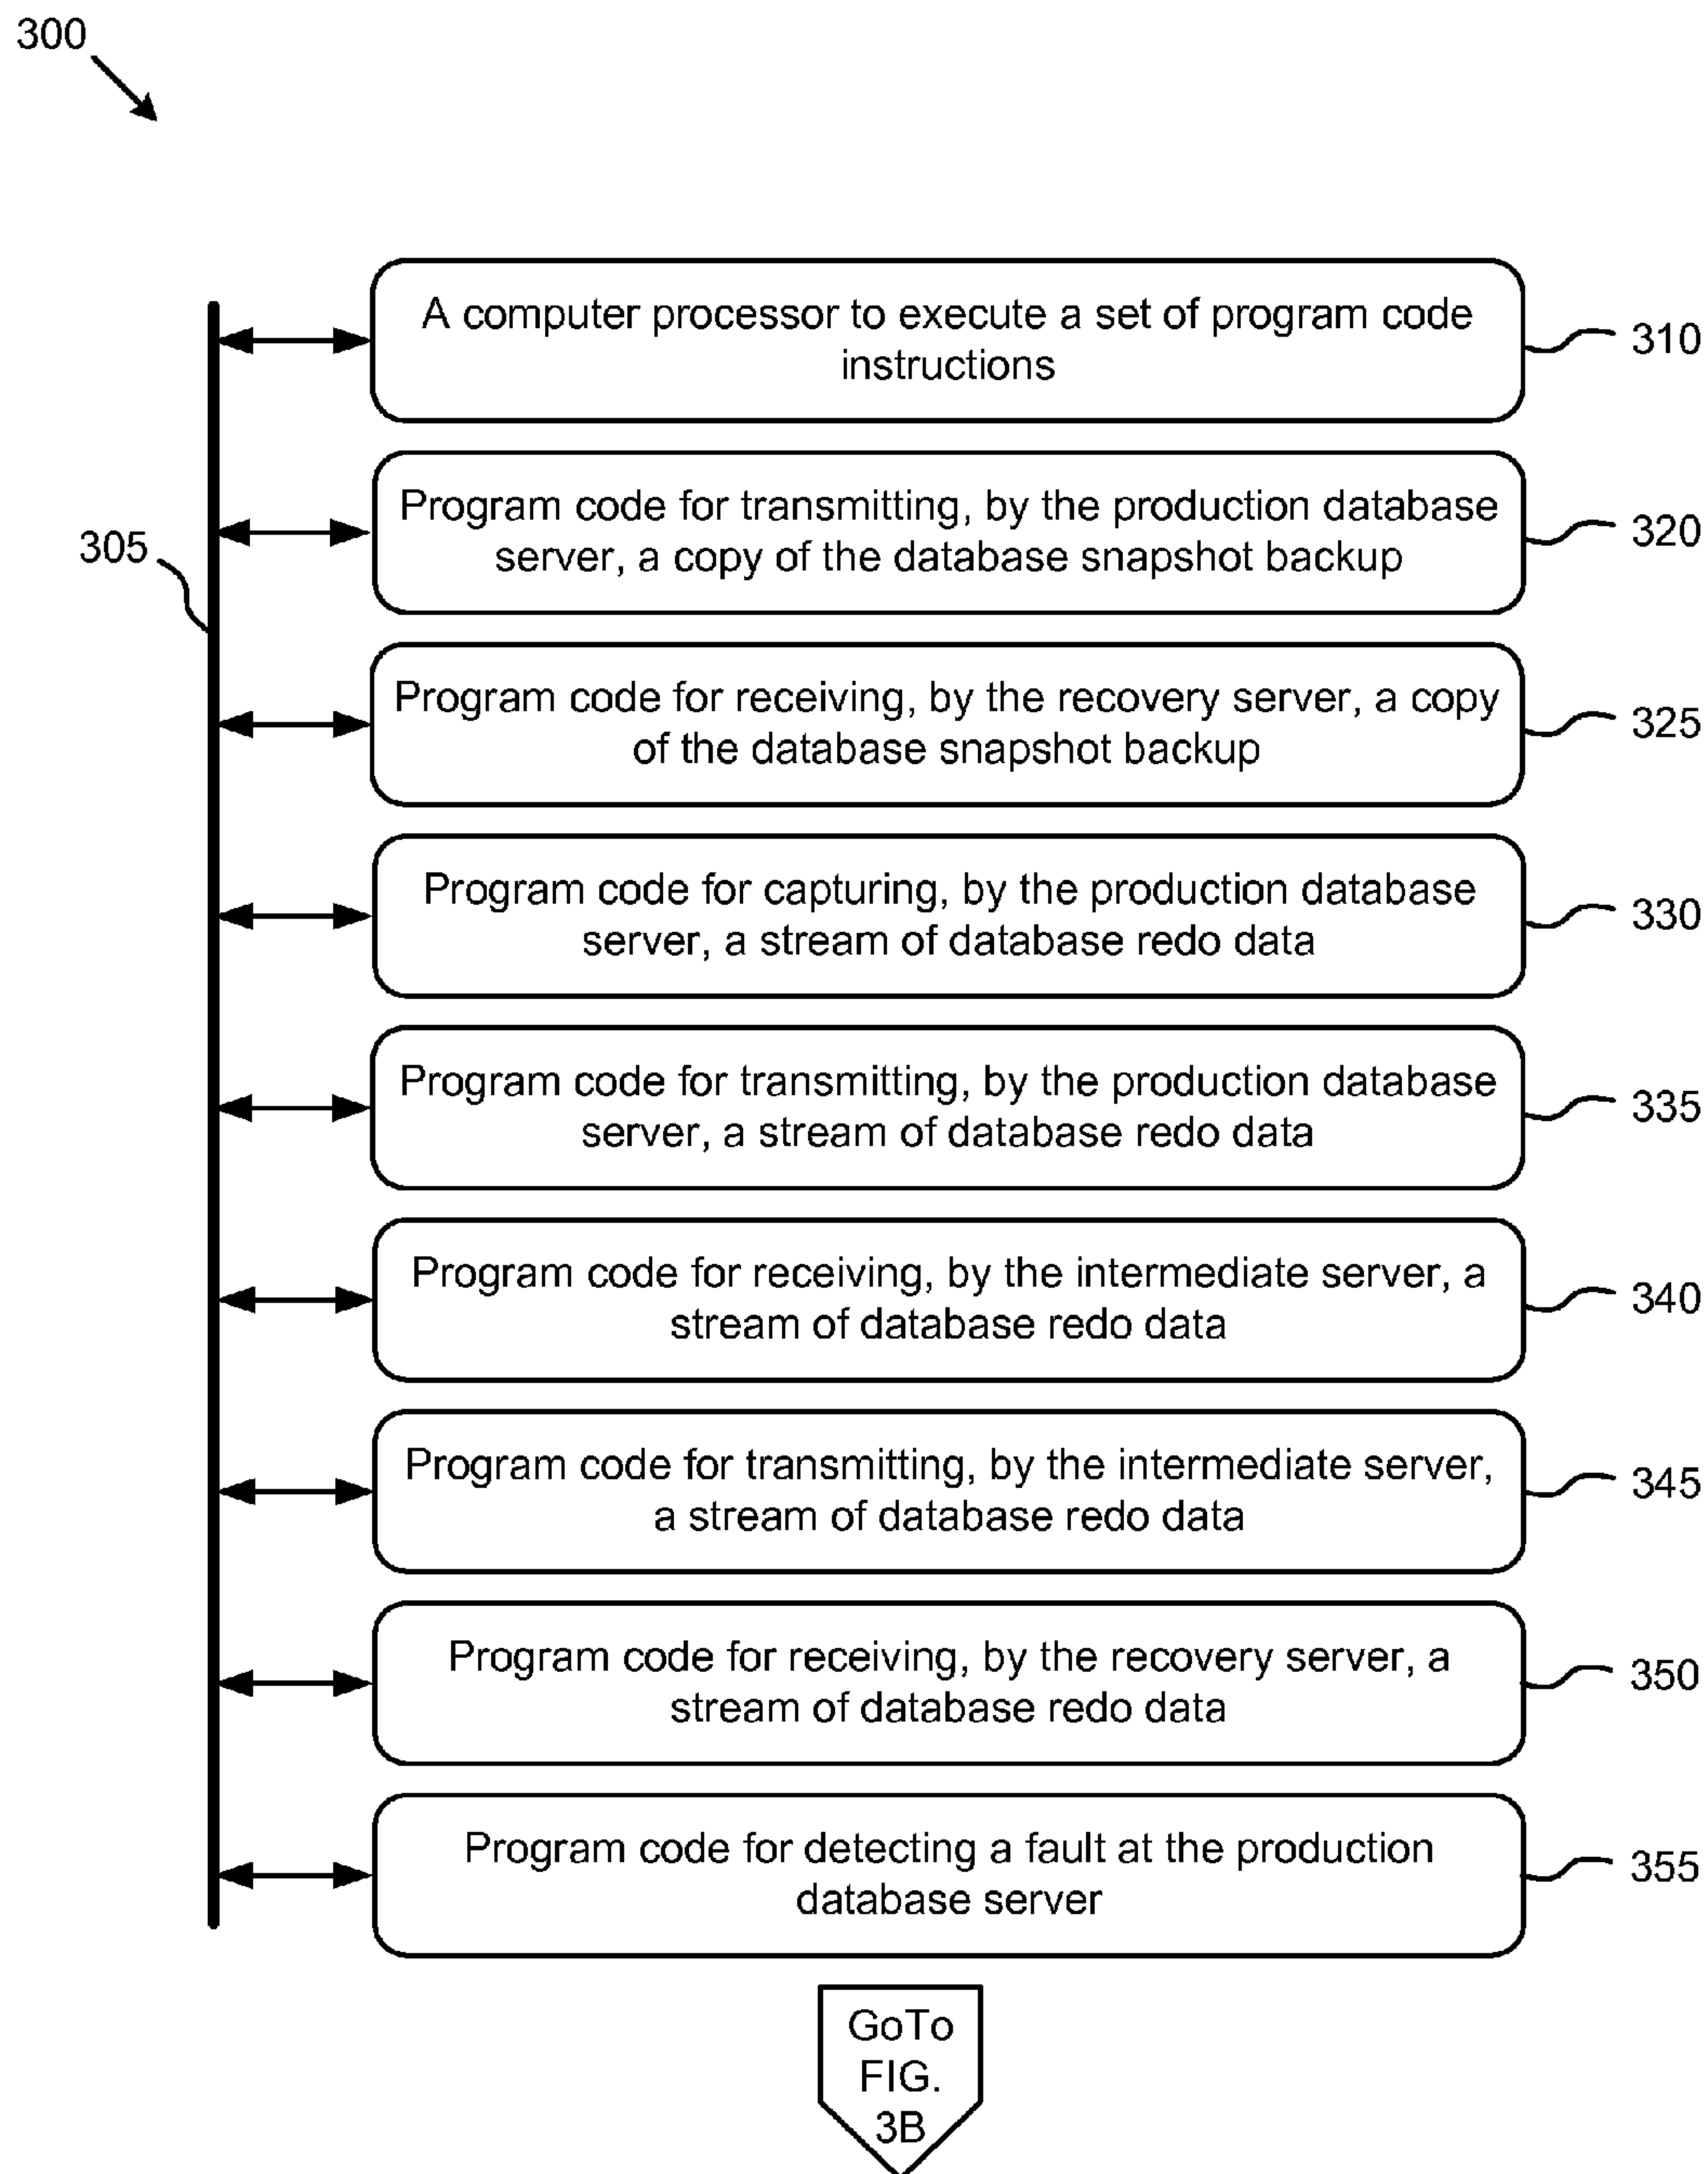 300
A computer processor to execute a set of program code
instructions
310
Program code for transmitting, by the production database
server, a copy of the database snapshot backup
320
305
Program code for receiving, by the recovery server, a copy
of the database snapshot backup
325
Program code for capturing, by the production database
server, a stream of database redo data
330
Program code for transmitting, by the production database
server, a stream of database redo data
335
Program code for receiving, by the intermediate server, a
stream of database redo data
340
Program code for transmitting, by the intermediate server,
a stream of database redo data
345
Program code for receiving, by the recovery server, a
stream of database redo data
350
Program code for detecting a fault at the production
database server
355
GoTo
FIG.
3B